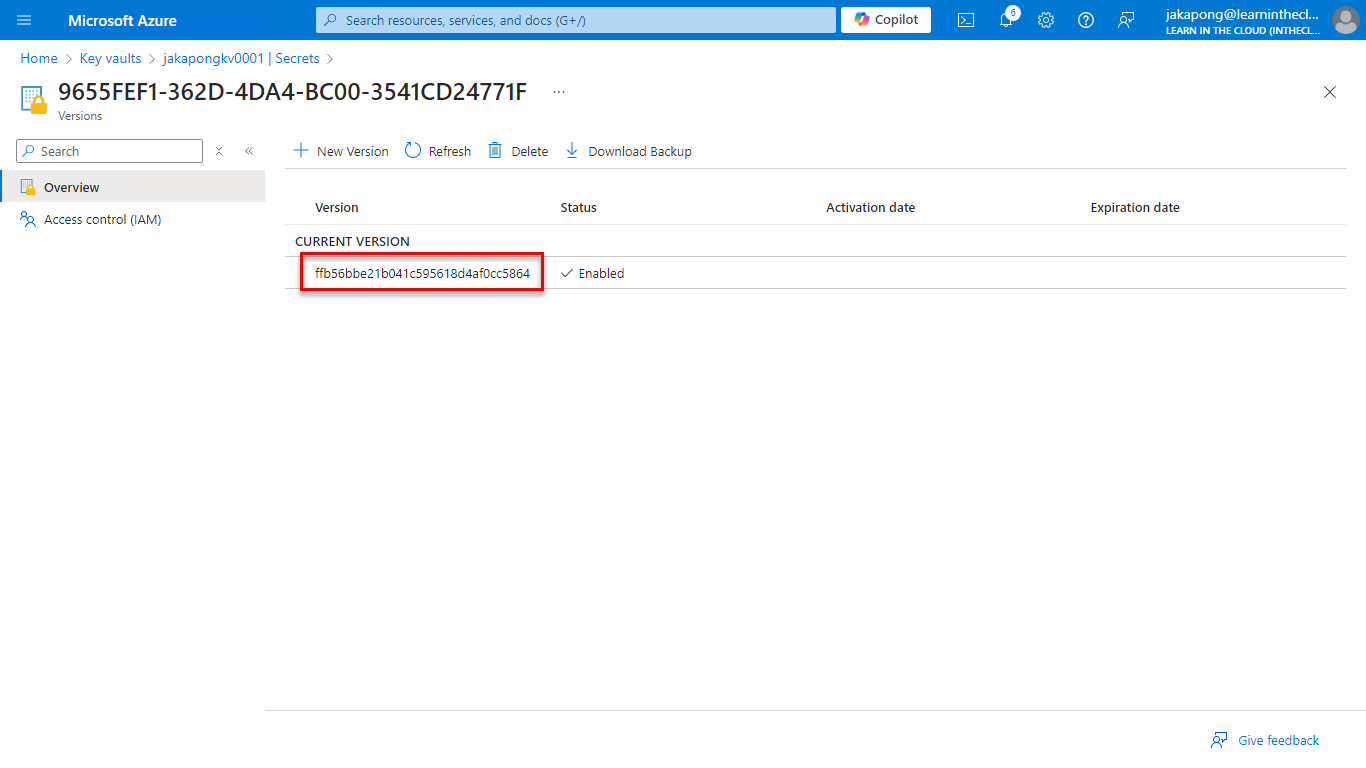 Microsoft Azure
Search resources, services, and docs (G+/)
Copilot
6
jakapong@learninthecl...
LEARN IN THE CLOUD (INTHECL...
Home > Key vaults > jakapongkv0001 | Secrets >
9655FEF1-362D-4DA4-BC00-3541CD24771F ...
Versions
Search
New Version
Refresh
Delete
Download Backup
Overview
Access control (IAM)
Version Status Activation date Expiration date
CURRENT VERSION
ffb56bbe21b041c595618d4af0cc5864 Enabled
Give feedback